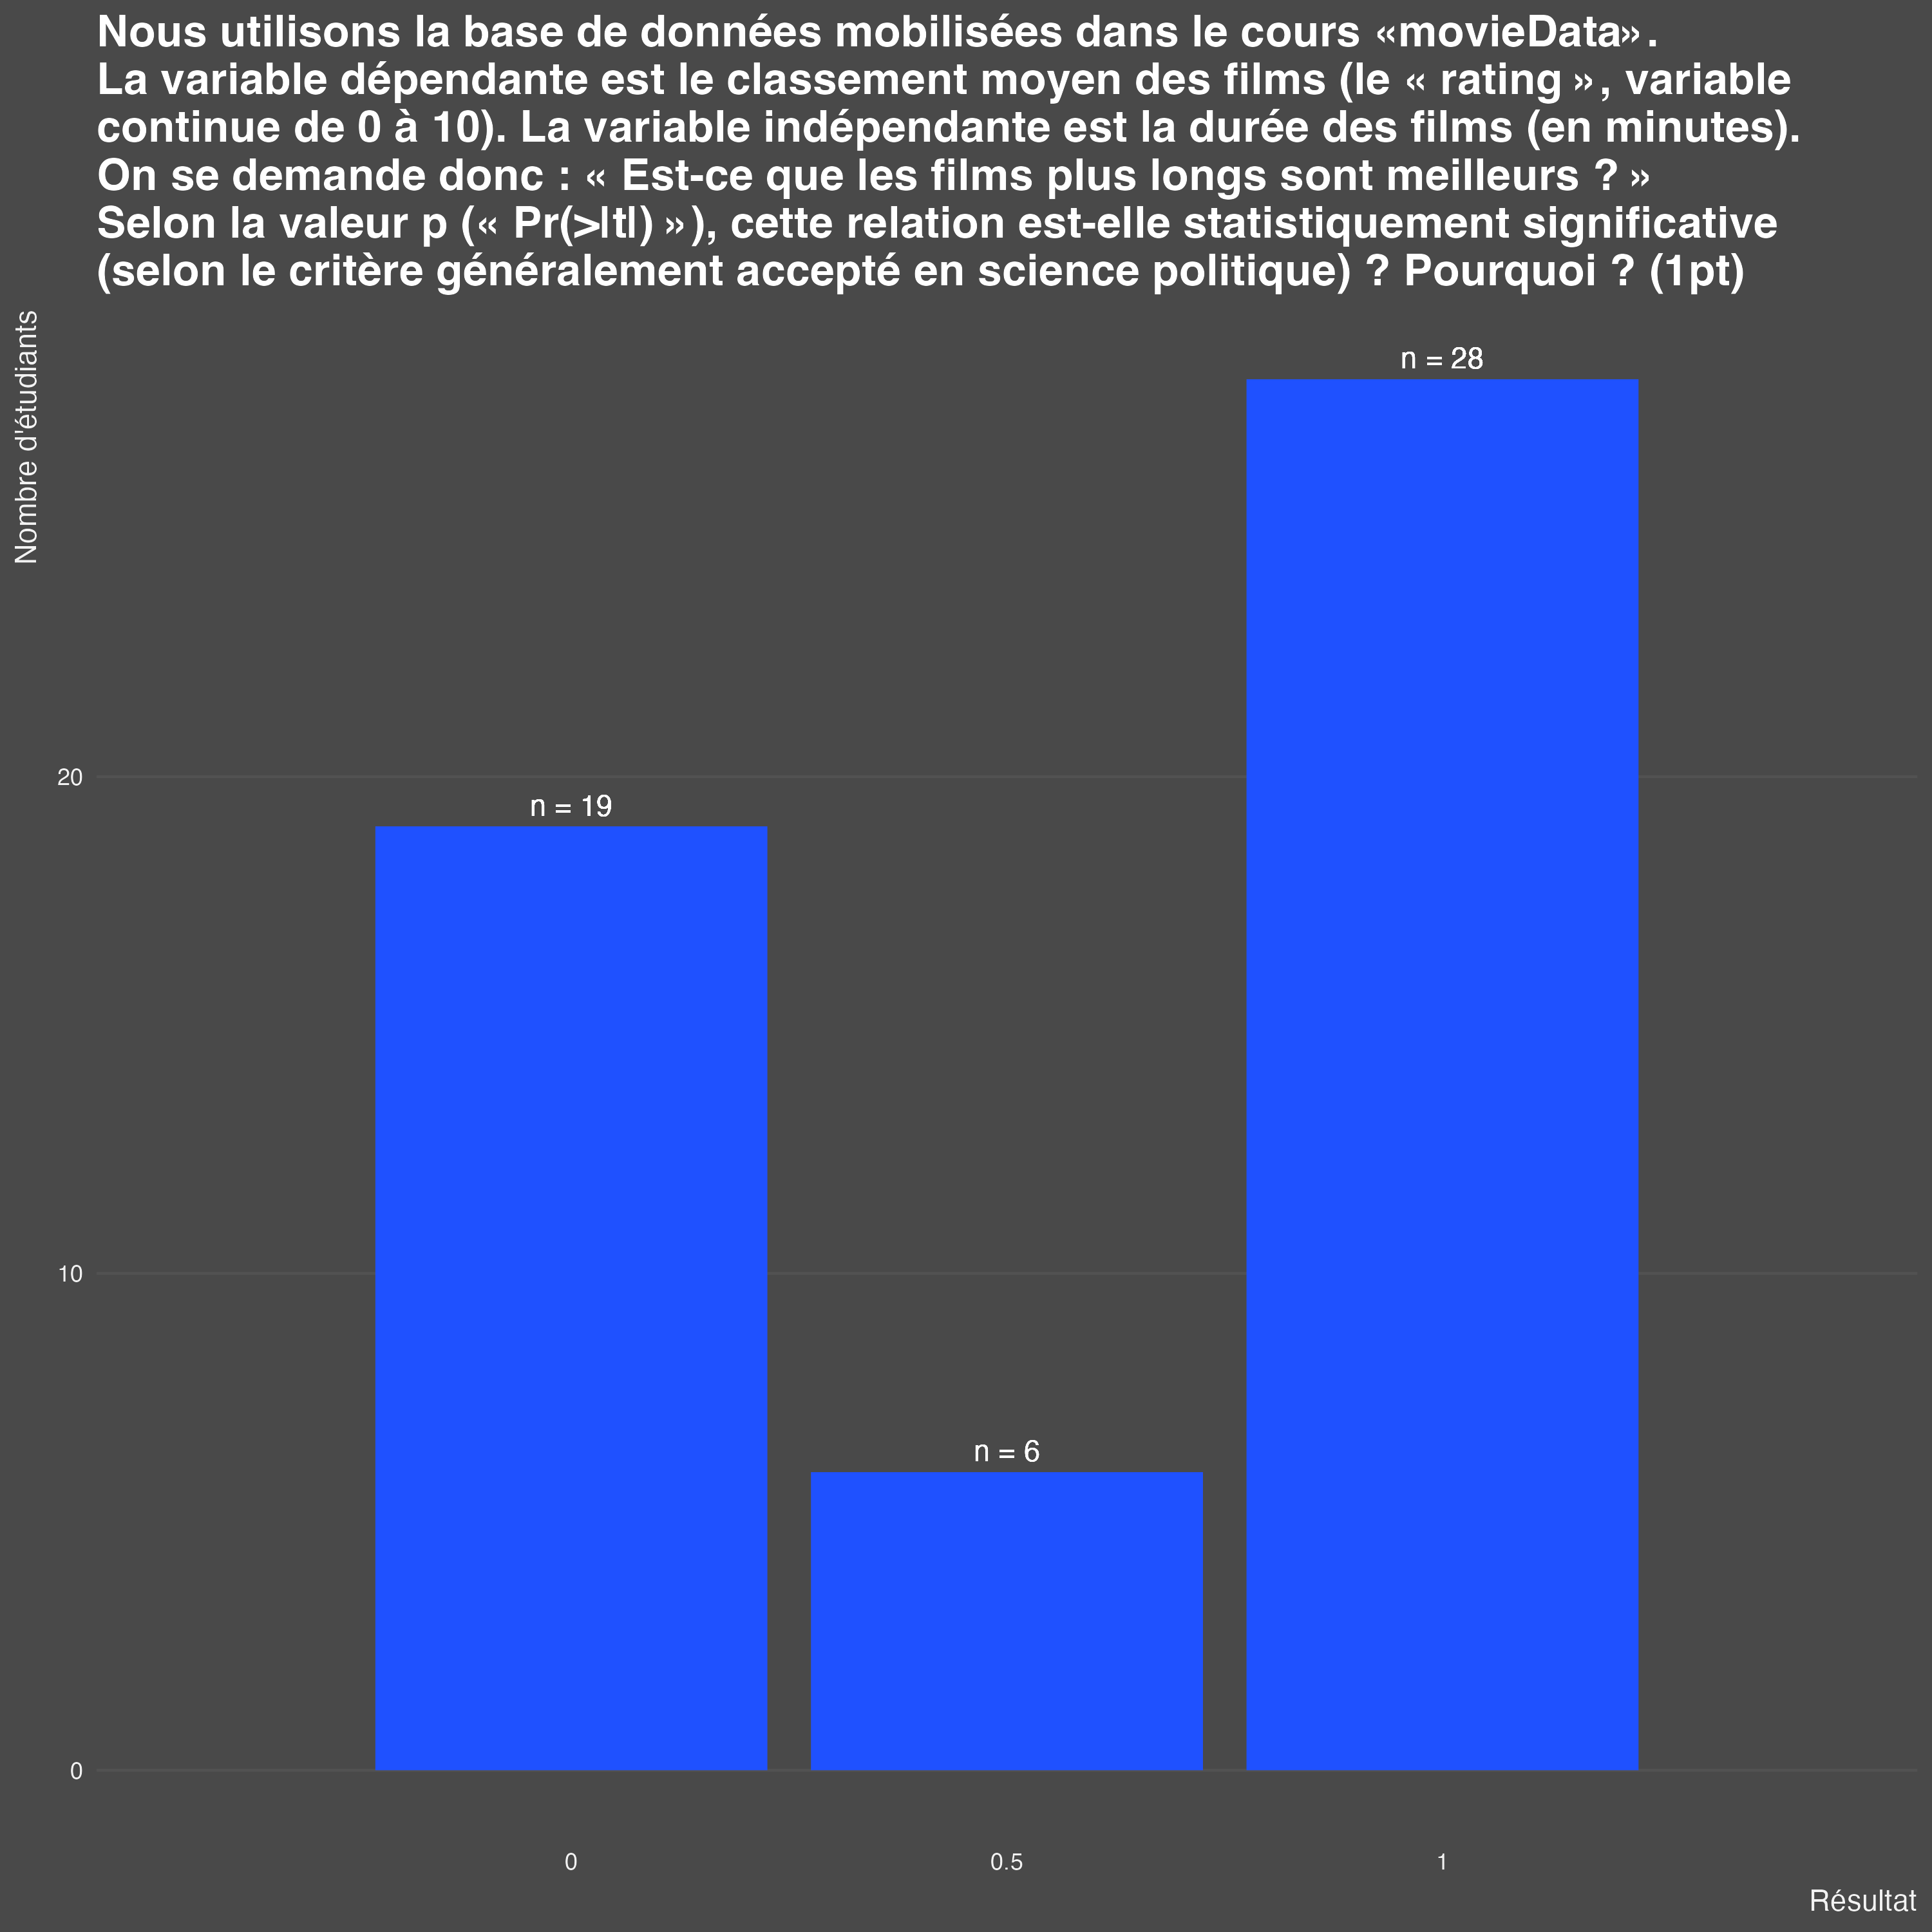 Nous utilisons la base de données mobilisées dans le cours «movieData».
La variable dépendante est le classement moyen des films (le « rating », variable
continue de 0 à 10). La variable indépendante est la durée des films (en minutes).
On se demande donc : « Est-ce que les films plus longs sont meilleurs ? »
Selon la valeur p (« Pr(>ltl) »), cette relation est-elle statistiquement significative
(selon le critère généralement accepté en science politique) ? Pourquoi ? (1pt)
Nombre d'étudiants
n = 28
20
n = 19
10
n = 6
0
0
0.5
1
Résultat